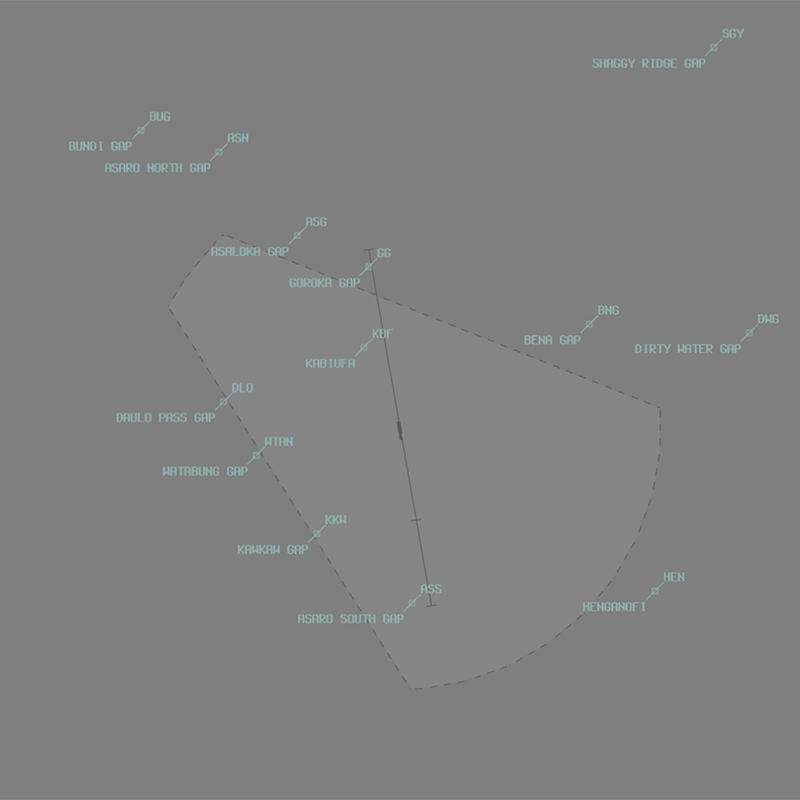 SGY
SHAGGY RIDGE GAP
BUG
BUNDI GAP
ASN
ASARO NORTH GAP
ASG
ASALOKA GAP
GG
GOROKA GAP
BNG
BENA GAP
DWG
DIRTY WATER GAP
KBF
KABIUFA
DLO
DAULO PASS GAP
WTAN
WATABUNG GAP
KKW
KAWKAW GAP
HEN
HENGANOFI
ASS
ASARO SOUTH GAP